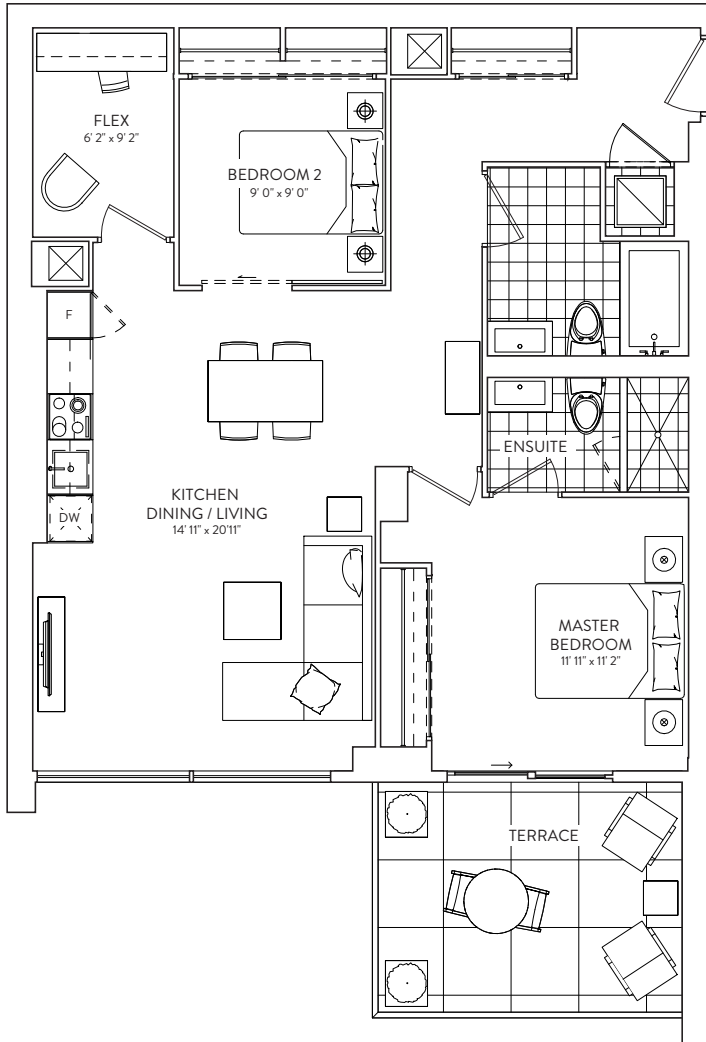 FLEX
6' 2" x 9' 2"
BEDROOM 2
9' 0" x 9' 0"
F
ENSUITE
KITCHEN
DINING / LIVING
14' 11" x 20'11"
DW
MASTER
BEDROOM
11' 11" x 11' 2"
TERRACE